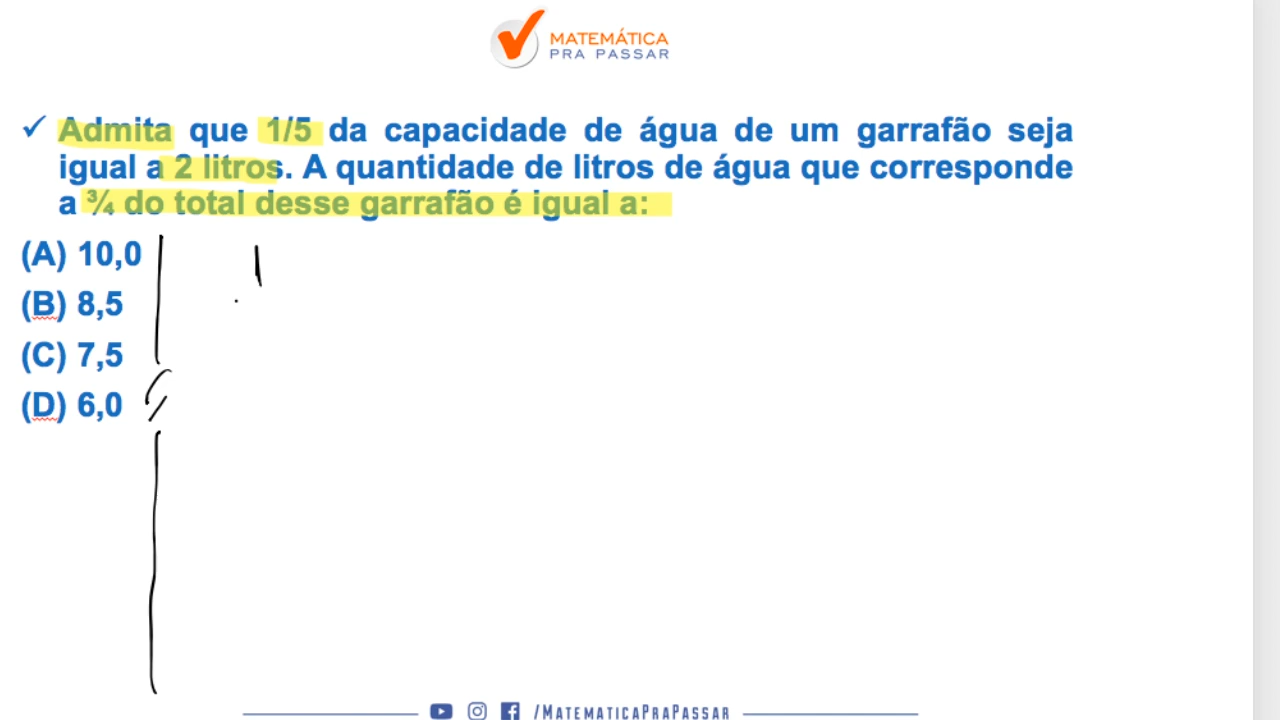 MATEMÁTICA
PRA PASSAR
✓ Admita que 1/5 da capacidade de água de um garrafão seja
igual a 2 litros. A quantidade de litros de água que corresponde
a ¾ do total desse garrafão é igual a:
(A) 10,0
(B) 8,5
(C) 7,5
(D) 6,0
/MATEMATICAPRAPASSAR